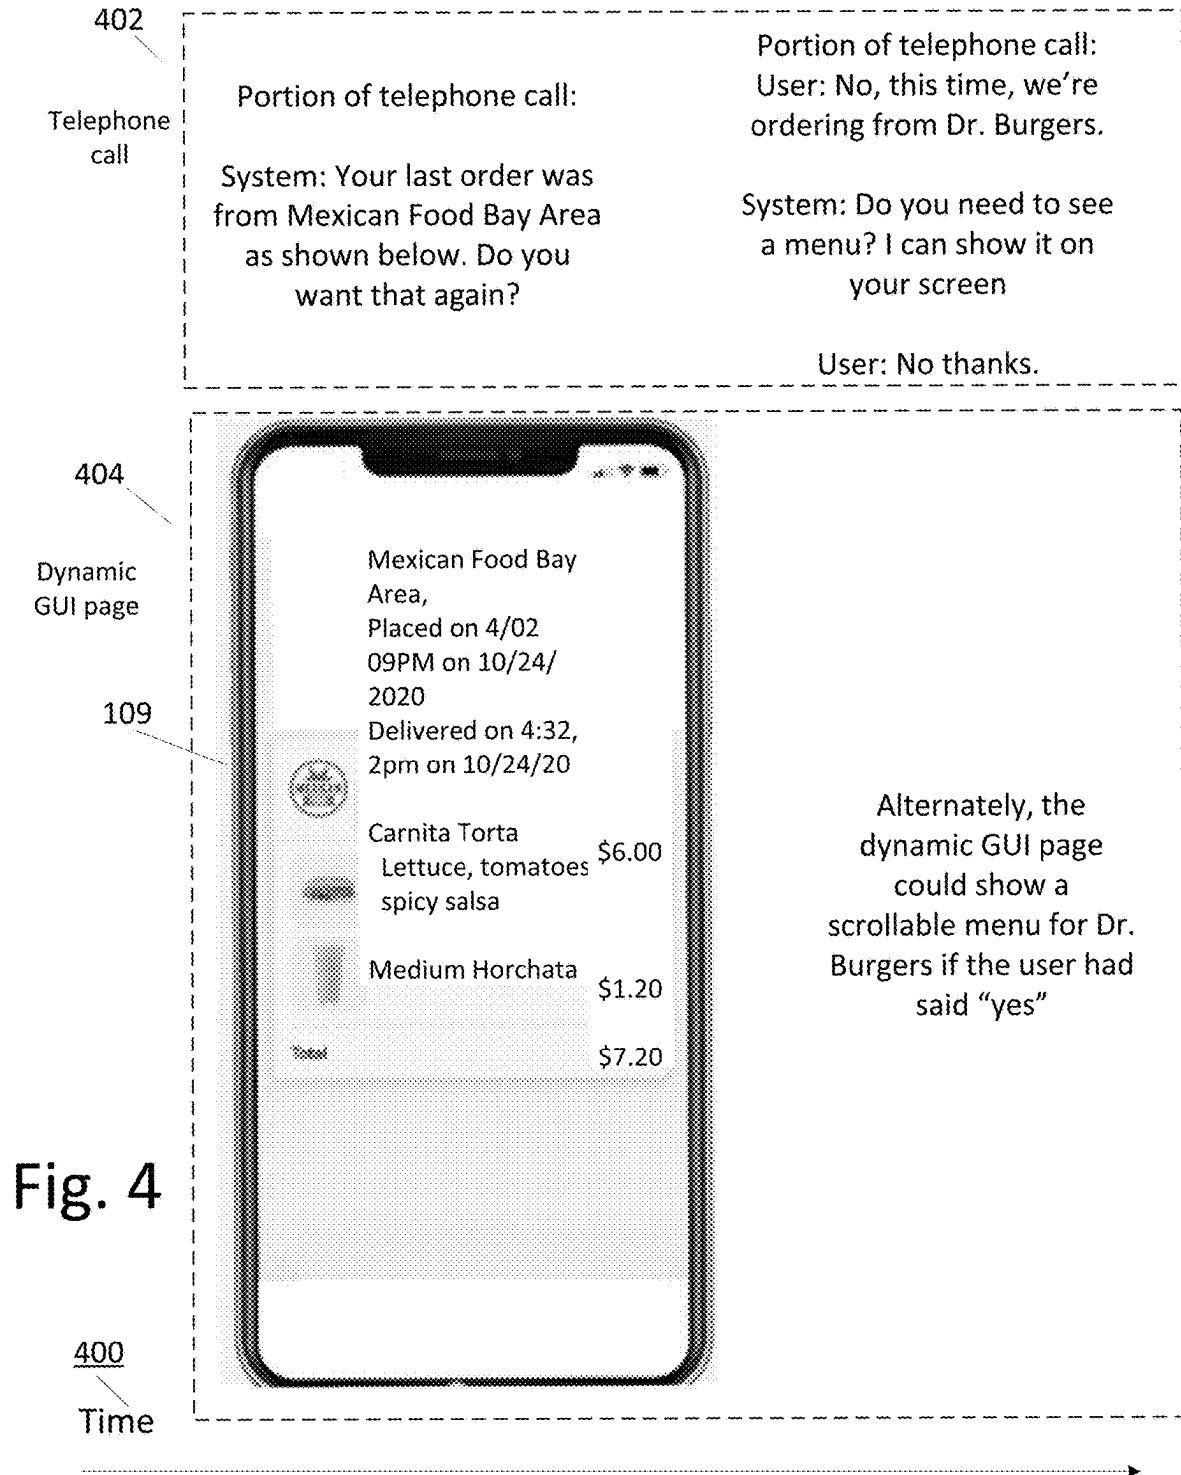 402
Telephone
call
Portion of telephone call:
System: Your last order was
from Mexican Food Bay Area
as shown below. Do you
want that again?
Portion of telephone call:
User: No, this time, we're
ordering from Dr. Burgers.
System: Do you need to see
a menu? I can show it on
your screen
User: No thanks.
404
Dynamic
GUI page
109
Mexican Food Bay
Area,
Placed on 4/02
09PM on 10/24/
2020
Delivered on 4:32,
2pm on 10/24/20
Carnita Torta
$6.00
Lettuce, tomatoes
spicy salsa
Medium Horchata
$1.20
Total
$7.20
Alternately, the
dynamic GUI page
could show a
scrollable menu for Dr.
Burgers if the user had
said “yes”
Fig. 4
400
Time